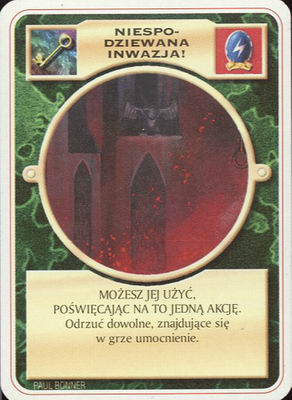 NIESPO-
DZIEWANA
INWAZJA!
MOŻESZ JEJ UŻYĆ,
POŚWIĘCAJĄC NA TO JEDNĄ AKCJĘ.
Odrzuć dowolne, znajdujące się
w grze umocnienie.
PAUL BONNER